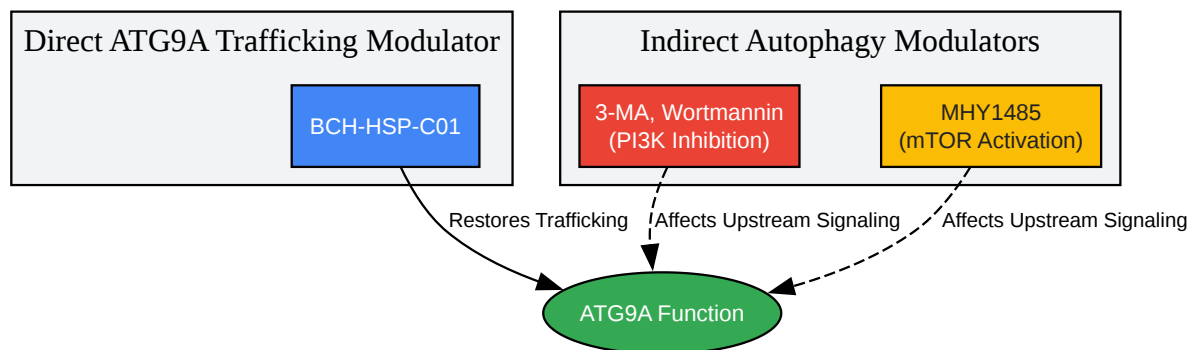 Direct ATG9A Trafficking Modulator
Indirect Autophagy Modulators
BCH-HSP-C01
3-MA, Wortmannin
(PI3K Inhibition)
MHY1485
(mTOR Activation)
Restores Trafficking
Affects Upstream Signaling
Affects Upstream Signaling
ATG9A Function